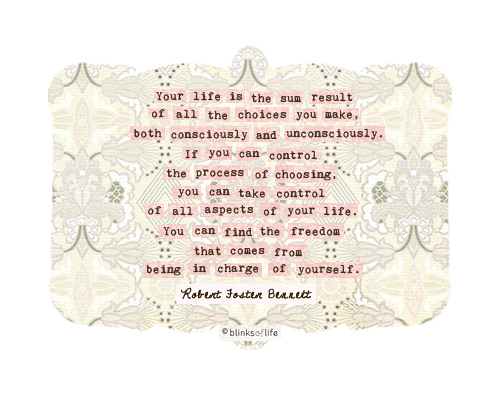 Your life is the sum result
of all the choices you make,
both consciously and unconsciously.
If you can control
the process of choosing,
you can take control
of all aspects of your life.
You can find the freedom
that comes from
being in charge of yourself.
Robert Foster Bennett
© blinksoflife